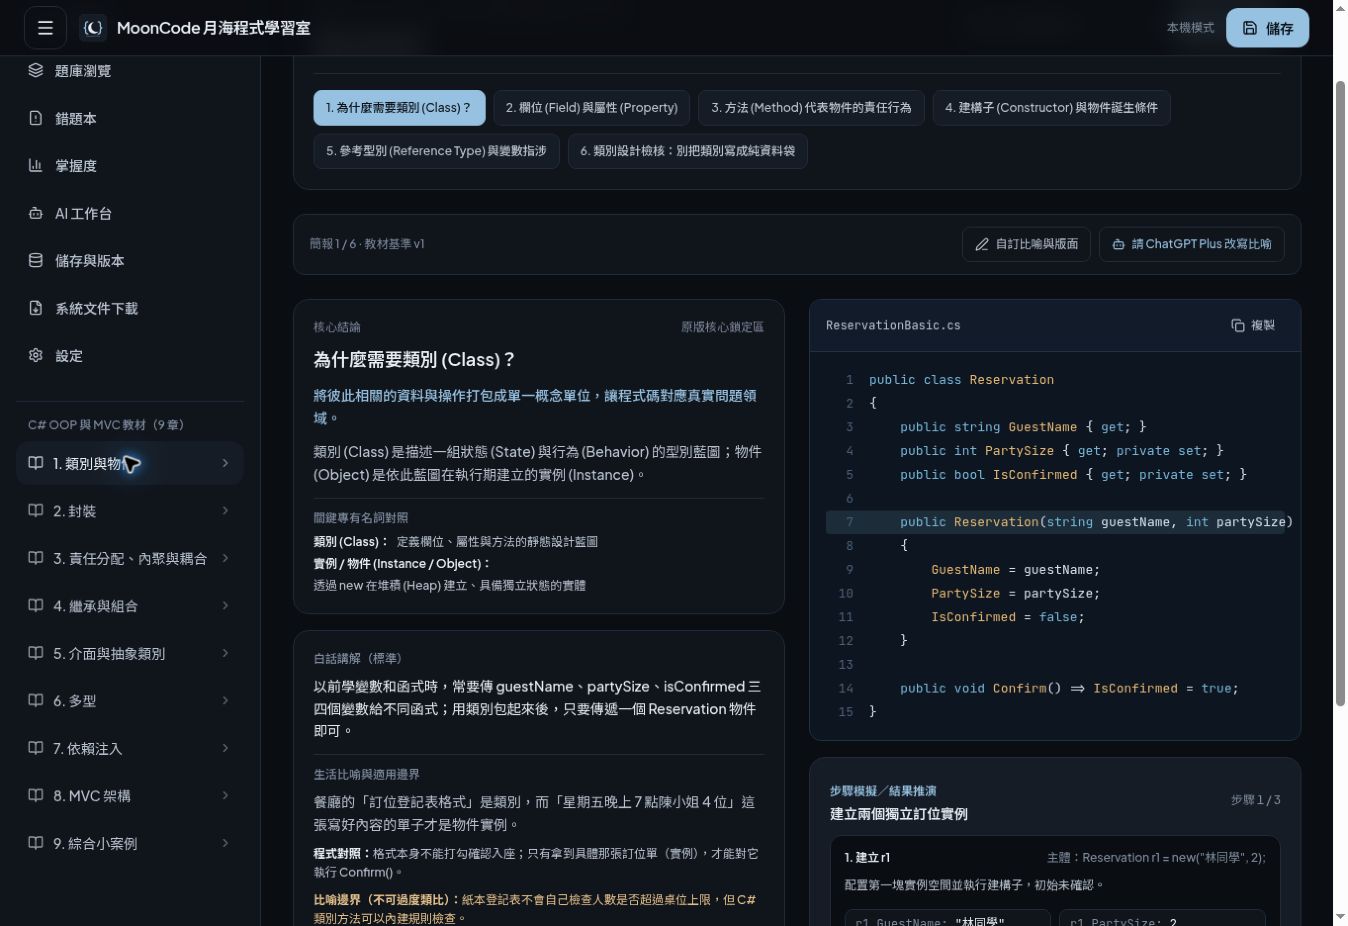 MoonCode 月海程式學習室
本機模式
儲存
題庫瀏覽
錯題本
掌握度
AI 工作台
儲存與版本
系統文件下載
設定
C# OOP 與 MVC 教材（9 章）
1. 類別與物件
2. 封裝
3. 責任分配、內聚與耦合
4. 繼承與組合
5. 介面與抽象類別
6. 多型
7. 依賴注入
8. MVC 架構
9. 綜合小案例
1. 為什麼需要類別 (Class)？
2. 欄位 (Field) 與屬性 (Property)
3. 方法 (Method) 代表物件的責任行為
4. 建構子 (Constructor) 與物件誕生條件
5. 參考型別 (Reference Type) 與變數指涉
6. 類別設計檢核：別把類別寫成純資料袋
簡報 1 / 6 · 教材基準 v1
自訂比喻與版面
請 ChatGPT Plus 改寫比喻
核心結論
原版核心鎖定區
為什麼需要類別 (Class)？
將彼此相關的資料與操作打包成單一概念單位，讓程式碼對應真實問題領
域。
類別 (Class) 是描述一組狀態 (State) 與行為 (Behavior) 的型別藍圖；物件
(Object) 是依此藍圖在執行期建立的實例 (Instance)。
關鍵專有名詞對照
類別 (Class)： 定義欄位、屬性與方法的靜態設計藍圖
實例 / 物件 (Instance / Object)：
透過 new 在堆積 (Heap) 建立、具備獨立狀態的實體
白話講解（標準）
以前學變數和函式時，常要傳 guestName、partySize、isConfirmed 三
四個變數給不同函式；用類別包起來後，只要傳遞一個 Reservation 物件
即可。
生活比喻與適用邊界
餐廳的「訂位登記表格式」是類別，而「星期五晚上 7 點陳小姐 4 位」這
張寫好內容的單子才是物件實例。
程式對照：格式本身不能打勾確認入座；只有拿到具體那張訂位單（實例），才能對它
執行 Confirm()。
比喻邊界（不可過度類比）：紙本登記表不會自己檢查人數是否超過桌位上限，但 C#
類別方法可以內建規則檢查。
ReservationBasic.cs
複製
1 public class Reservation
2 {
3 public string GuestName { get; }
4 public int PartySize { get; private set; }
5 public bool IsConfirmed { get; private set; }
6
7 public Reservation(string guestName, int partySize)
8 {
9 GuestName = guestName;
10 PartySize = partySize;
11 IsConfirmed = false;
12 }
13
14 public void Confirm() => IsConfirmed = true;
15 }
步驟模擬／結果推演
建立兩個獨立訂位實例
步驟 1 / 3
1. 建立 r1
主體：Reservation r1 = new("林同學", 2);
配置第一塊實例空間並執行建構子，初始未確認。
r1.GuestName: "林同學"
r1.PartySize: 2